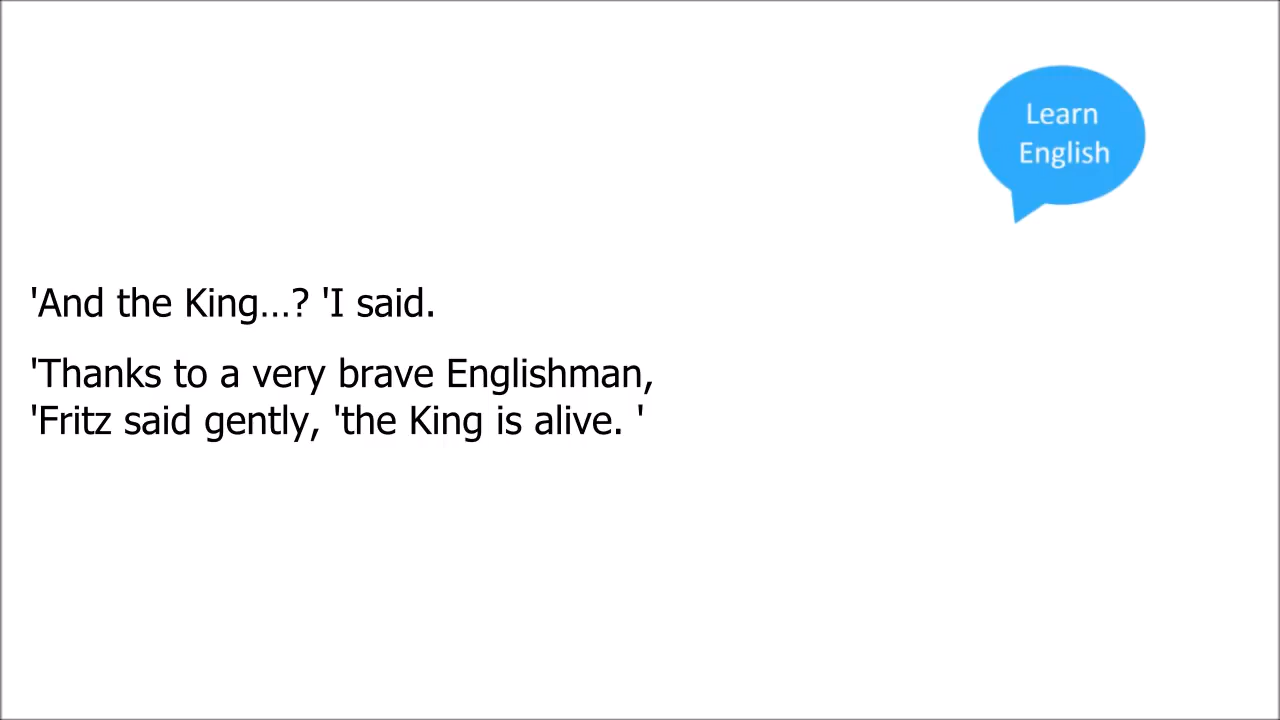 Learn
English
'And the King…? 'I said.
'Thanks to a very brave Englishman,
'Fritz said gently, 'the King is alive. '